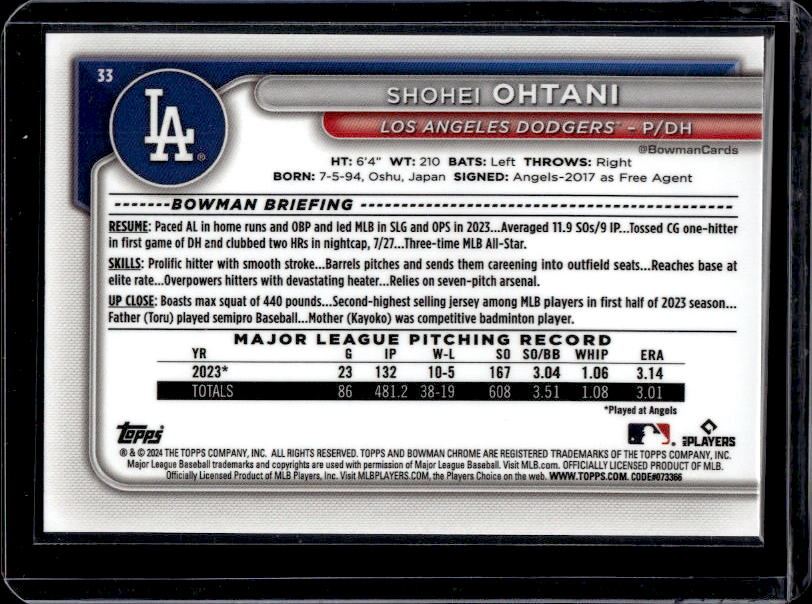 33
LA
SHOHEI OHTANI
LOS ANGELES DODGERS™ – P/DH
@BowmanCards
HT: 6'4" WT: 210 BATS: Left THROWS: Right
BORN: 7-5-94, Oshu, Japan SIGNED: Angels-2017 as Free Agent
BOWMAN BRIEFING
RESUME: Paced AL in home runs and OBP and led MLB in SLG and OPS in 2023...Averaged 11.9 SOs/9 IP...Tossed CG one-hitter
in first game of DH and clubbed two HRs in nightcap, 7/27...Three-time MLB All-Star.
SKILLS: Prolific hitter with smooth stroke...Barrels pitches and sends them careening into outfield seats...Reaches base at
elite rate...Overpowers hitters with devastating heater...Relies on seven-pitch arsenal.
UP CLOSE: Boasts max squat of 440 pounds...Second-highest selling jersey among MLB players in first half of 2023 season...
Father (Toru) played semipro Baseball...Mother (Kayoko) was competitive badminton player.
MAJOR LEAGUE PITCHING RECORD
YR G IP W-L SO SO/BB WHIP ERA
2023* 23 132 10-5 167 3.04 1.06 3.14
TOTALS 86 481.2 38-19 608 3.51 1.08 3.01
*Played at Angels
Topps
MLB PLAYERS
® & © 2024 THE TOPPS COMPANY, INC. ALL RIGHTS RESERVED. TOPPS AND BOWMAN CHROME ARE REGISTERED TRADEMARKS OF THE TOPPS COMPANY, INC.
Major League Baseball trademarks and copyrights are used with permission of Major League Baseball. Visit MLB.com. OFFICIALLY LICENSED PRODUCT OF MLB.
Officially Licensed Product of MLB Players, Inc. Visit MLBPLAYERS.COM, the Players Choice on the web. WWW.TOPPS.COM. CODE#073366